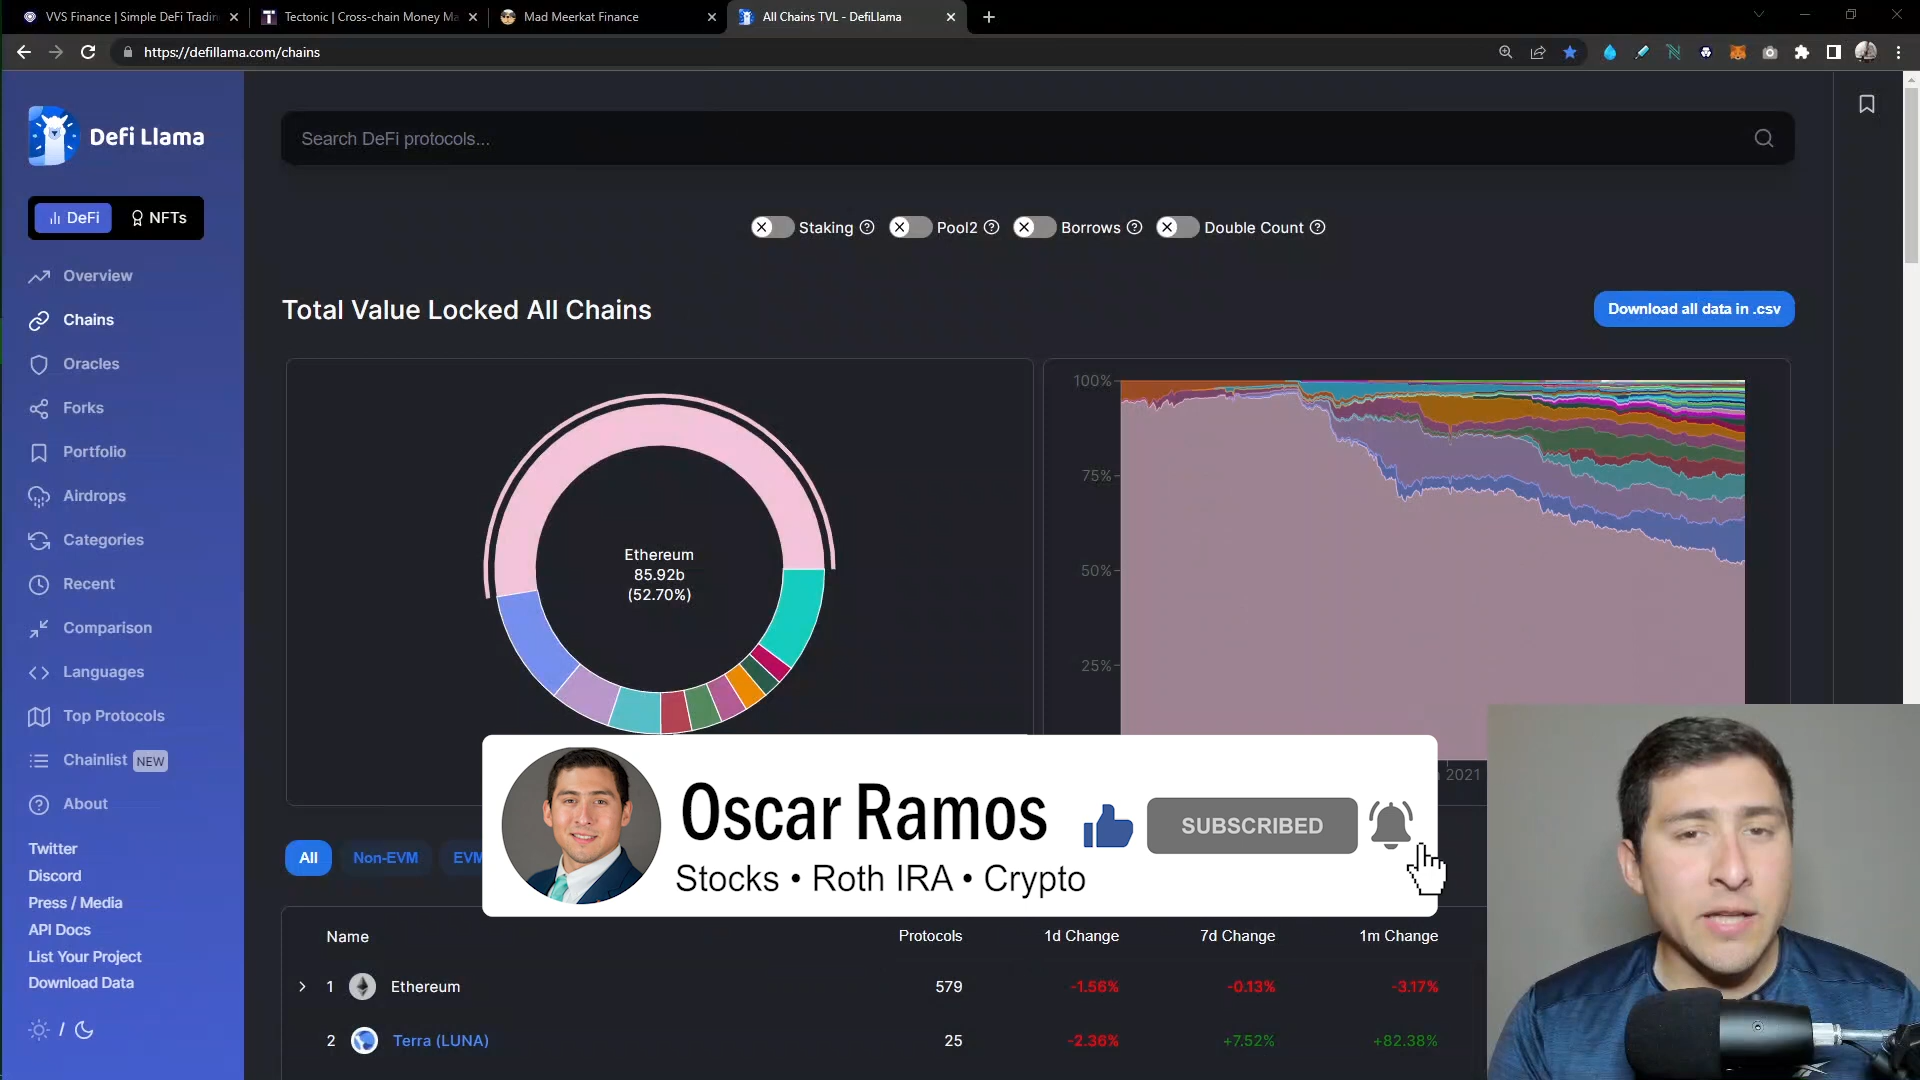 VVS Finance | Simple DeFi Tradin
Tectonic | Cross-chain Money Ma
Mad Meerkat Finance
All Chains TVL - DefiLlama
https://defillama.com/chains
Defi Llama
Search DeFi protocols...
DeFi
NFTs
Staking
Pool2
Borrows
Double Count
Overview
Chains
Oracles
Forks
Portfolio
Airdrops
Categories
Recent
Comparison
Languages
Top Protocols
Chainlist NEW
About
Twitter
Discord
Press / Media
API Docs
List Your Project
Download Data
/
Total Value Locked All Chains
Download all data in .csv
Ethereum
85.92b
(52.70%)
100%
75%
50%
25%
2021
All
Non-EVM
EVM
Oscar Ramos
Stocks • Roth IRA • Crypto
SUBSCRIBED
Name Protocols 1d Change 7d Change 1m Change
1 Ethereum 579 -1.56% -0.13% -3.17%
2 Terra (LUNA) 25 -2.36% +7.52% +82.38%